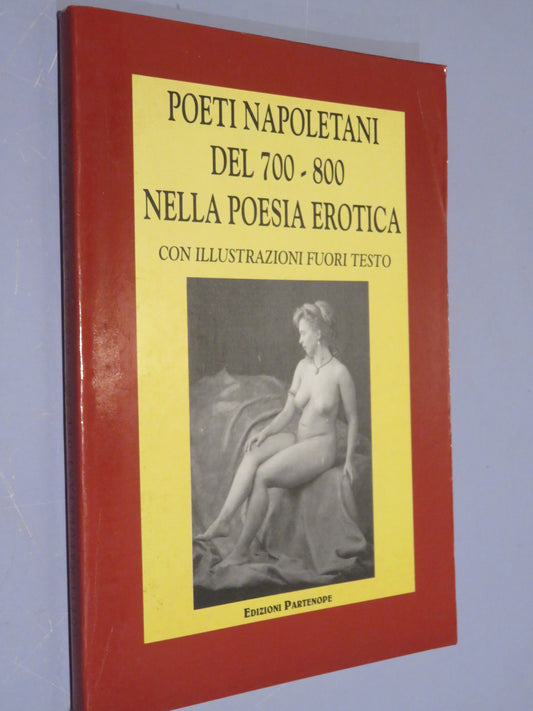 POETI NAPOLETANI
DEL 700 - 800
NELLA POESIA EROTICA
CON ILLUSTRAZIONI FUORI TESTO
EDIZIONI PARTENOPE